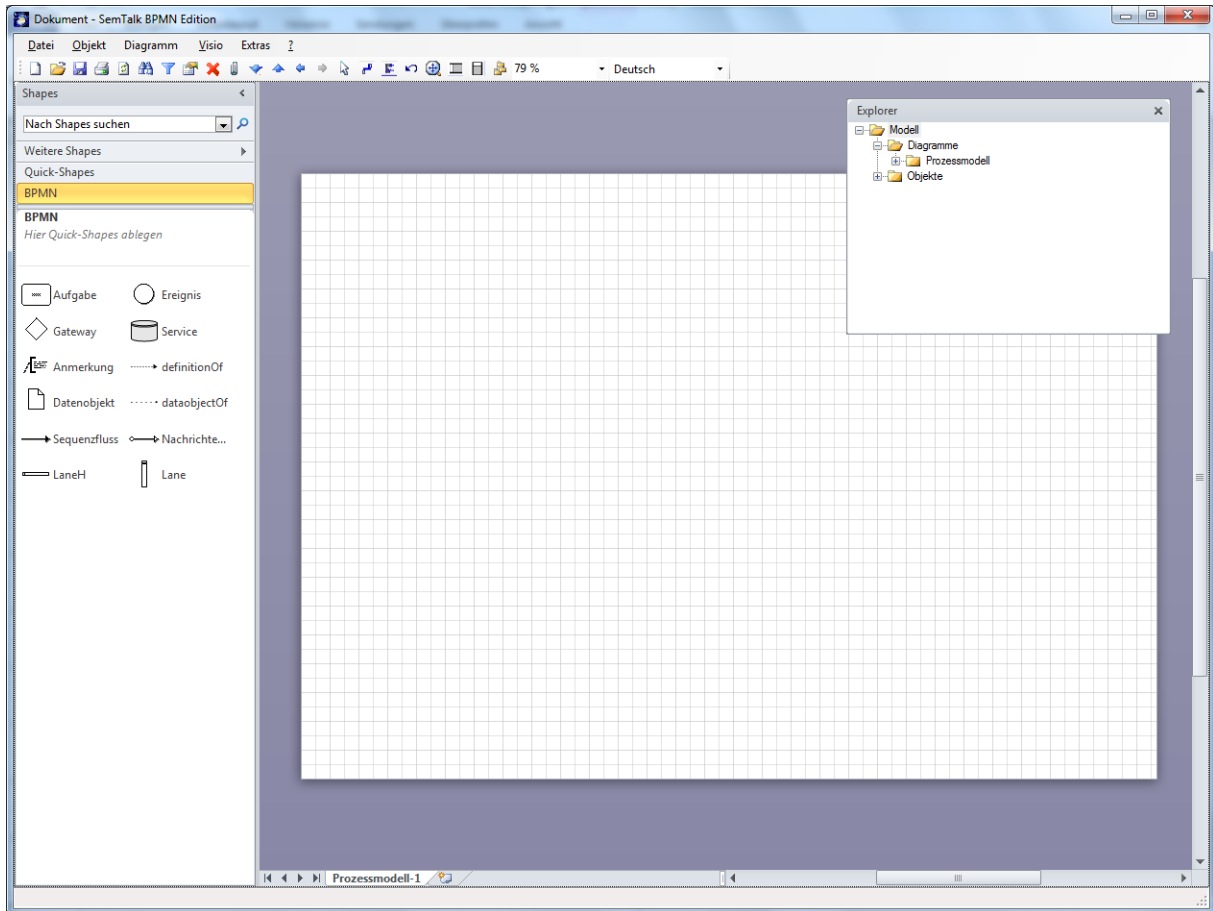 Dokument - SemTalk BPMN Edition
Datei Objekt Diagramm Visio Extras ?
79 % Deutsch
Shapes
Nach Shapes suchen
Weitere Shapes
Quick-Shapes
BPMN
BPMN
Hier Quick-Shapes ablegen
Aufgabe Ereignis
Gateway Service
Anmerkung definitionOf
Datenobjekt dataobjectOf
Sequenzfluss Nachrichte...
LaneH Lane
Explorer
Modell
Diagramme
Prozessmodell
Objekte
Prozessmodell-1